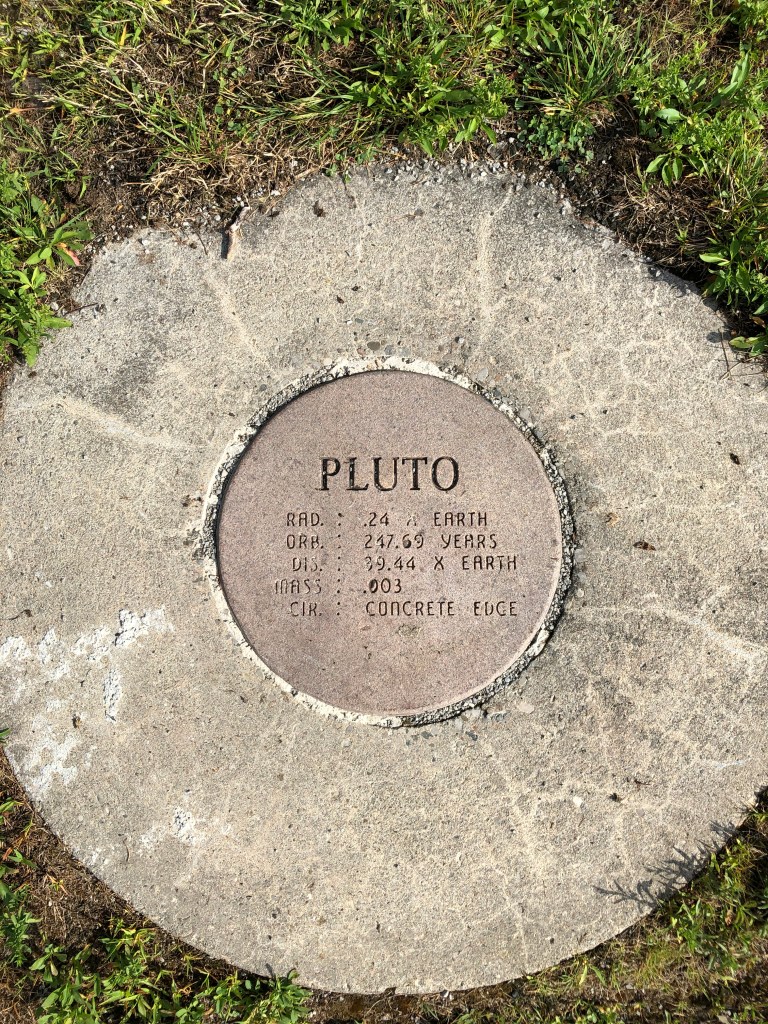 PLUTO
RAD. : .24 X EARTH
ORB. : 247.69 YEARS
DIS. : 39.44 X EARTH
MASS : .003
CIR. : CONCRETE EDGE